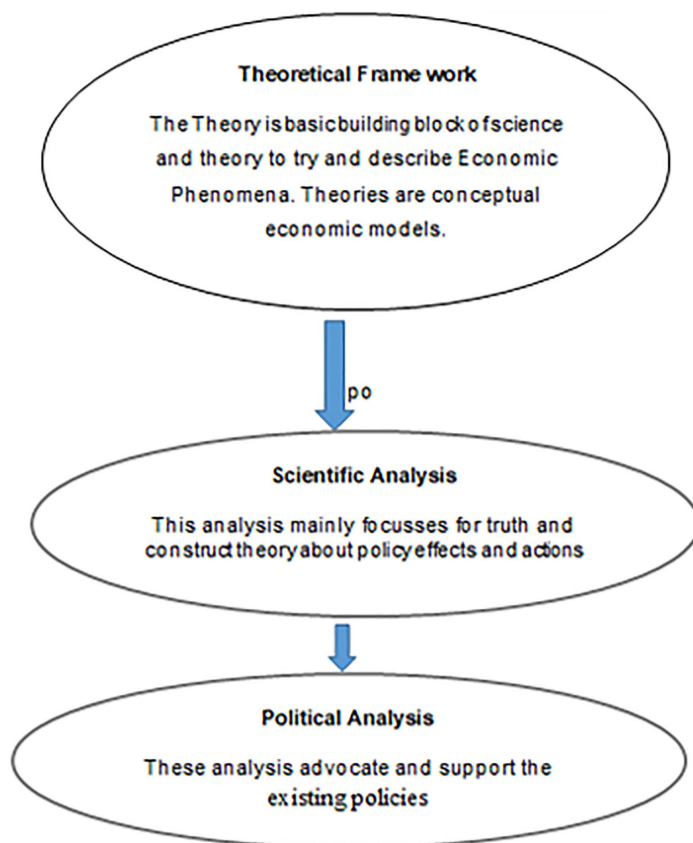 Theoretical Frame work
The Theory is basic building block of science
and theory to try and describe Economic
Phenomena. Theories are conceptual
economic models.
po
Scientific Analysis
This analysis mainly focusses for truth and
construct theory about policy effects and actions
Political Analysis
These analysis advocate and support the
existing policies